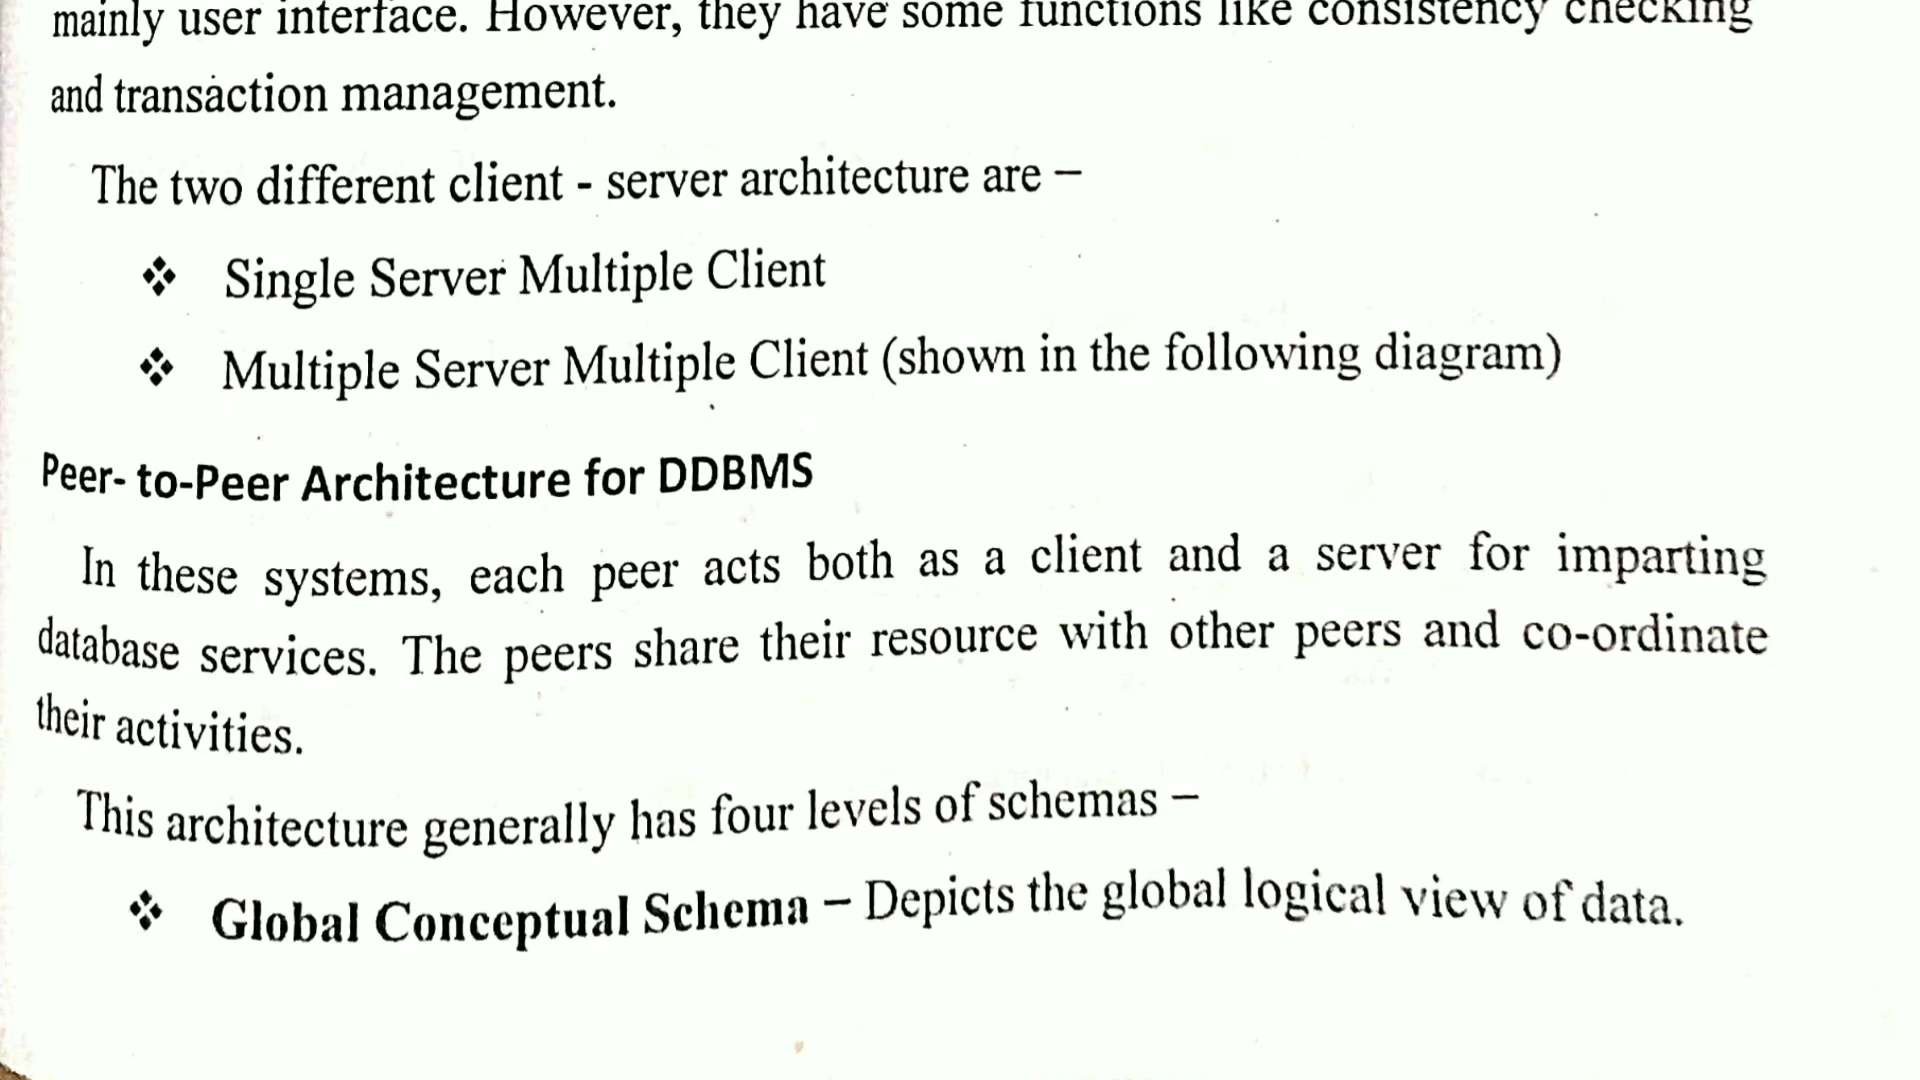 mainly user interface. However, they have some functions like consistency checking
and transaction management.
The two different client - server architecture are –
❖ Single Server Multiple Client
❖ Multiple Server Multiple Client (shown in the following diagram)
Peer- to-Peer Architecture for DDBMS
In these systems, each peer acts both as a client and a server for imparting
database services. The peers share their resource with other peers and co-ordinate
their activities.
This architecture generally has four levels of schemas –
❖ Global Conceptual Schema – Depicts the global logical view of data.